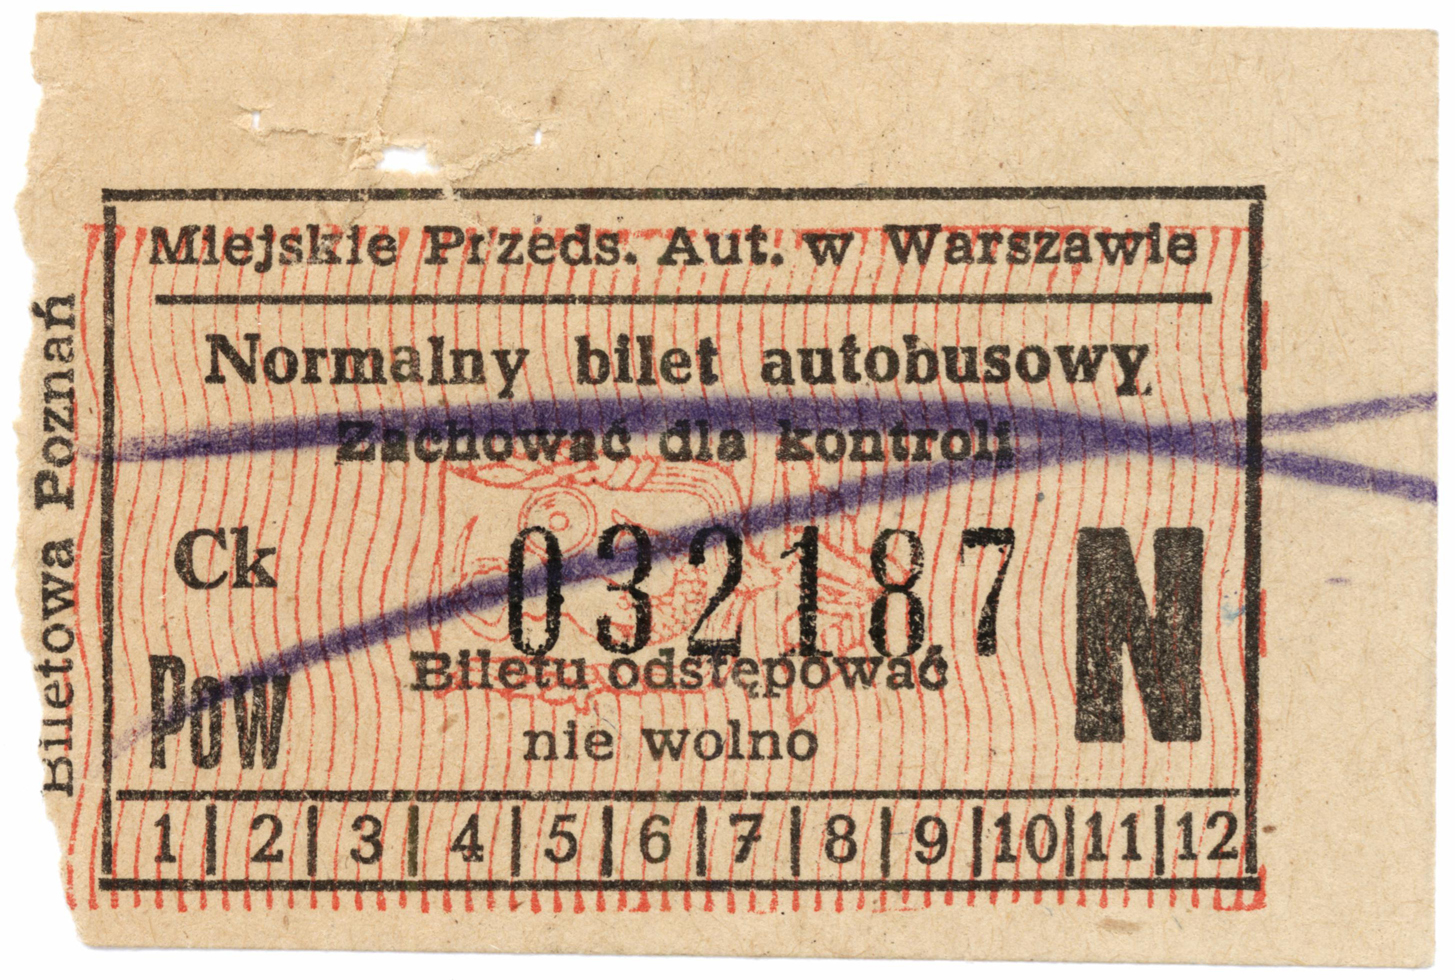 Miejskie Przeds. Aut. w Warszawie
Normalny bilet autobusowy
Zachować dla kontroli
Ck 032187 N
Pow
Biletu odstępować
nie wolno
1 | 2 | 3 | 4 | 5 | 6 | 7 | 8 | 9 | 10 | 11 | 12
Biletowa Poznań